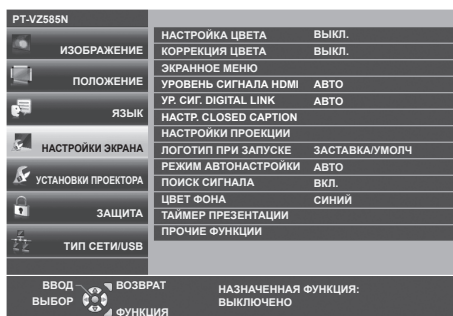 PT-VZ585N
ИЗОБРАЖЕНИЕ
ПОЛОЖЕНИЕ
ЯЗЫК
НАСТРОЙКИ ЭКРАНА
УСТАНОВКИ ПРОЕКТОРА
ЗАЩИТА
ТИП СЕТИ/USB
НАСТРОЙКА ЦВЕТА ВЫКЛ.
КОРРЕКЦИЯ ЦВЕТА ВЫКЛ.
ЭКРАННОЕ МЕНЮ
УРОВЕНЬ СИГНАЛА HDMI АВТО
УР. СИГ. DIGITAL LINK АВТО
НАСТР. CLOSED CAPTION
НАСТРОЙКИ ПРОЕКЦИИ
ЛОГОТИП ПРИ ЗАПУСКЕ ЗАСТАВКА/УМОЛЧ
РЕЖИМ АВТОНАСТРОЙКИ АВТО
ПОИСК СИГНАЛА ВКЛ.
ЦВЕТ ФОНА СИНИЙ
ТАЙМЕР ПРЕЗЕНТАЦИИ
ПРОЧИЕ ФУНКЦИИ
ВВОД ВОЗВРАТ
ВЫБОР
ФУНКЦИЯ
НАЗНАЧЕННАЯ ФУНКЦИЯ:
ВЫКЛЮЧЕНО